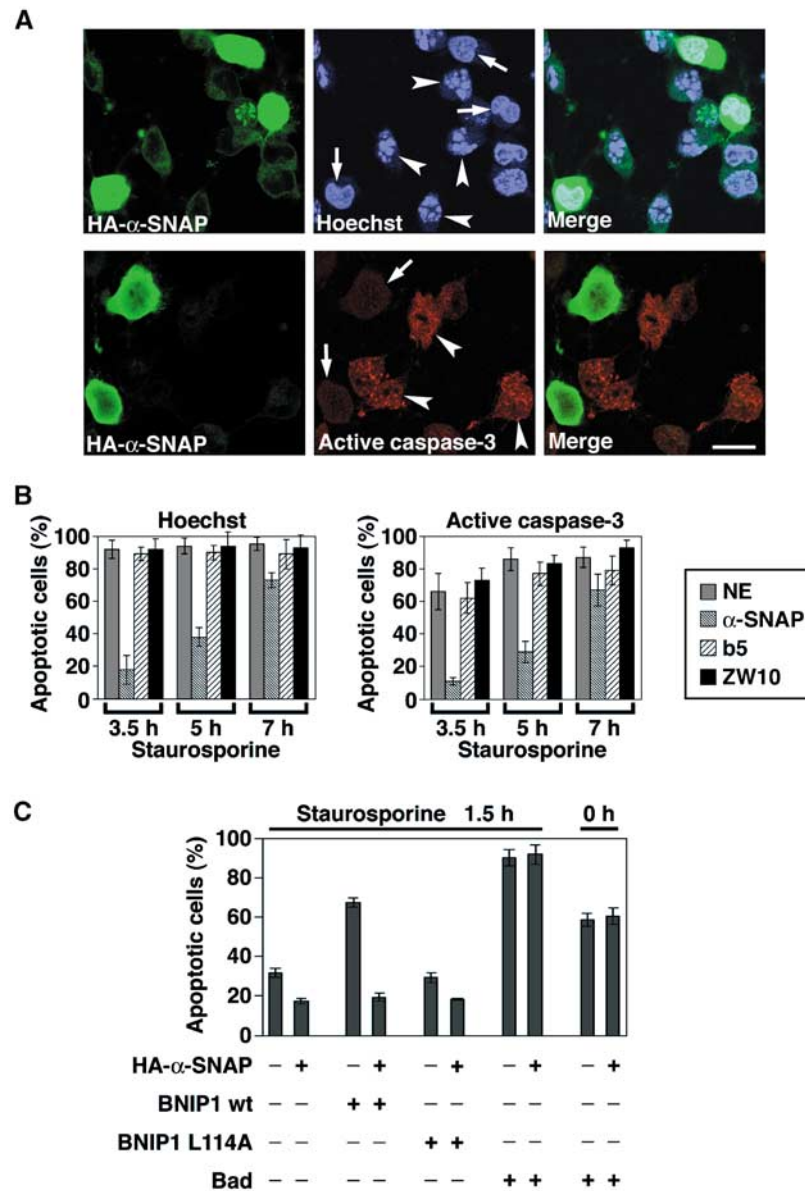 A
HA-α-SNAP
Hoechst
Merge
HA-α-SNAP
Active caspase-3
Merge
B
Hoechst
Apoptotic cells (%)
100
80
60
40
20
0
3.5 h
5 h
7 h
Staurosporine
Active caspase-3
Apoptotic cells (%)
100
80
60
40
20
0
3.5 h
5 h
7 h
Staurosporine
NE
α-SNAP
b5
ZW10
C
Staurosporine 1.5 h
0 h
Apoptotic cells (%)
100
80
60
40
20
0
HA-α-SNAP – + – + – + – + – +
BNIP1 wt – – + + – – – – – –
BNIP1 L114A – – – – + + – – – –
Bad – – – – – – + + + +